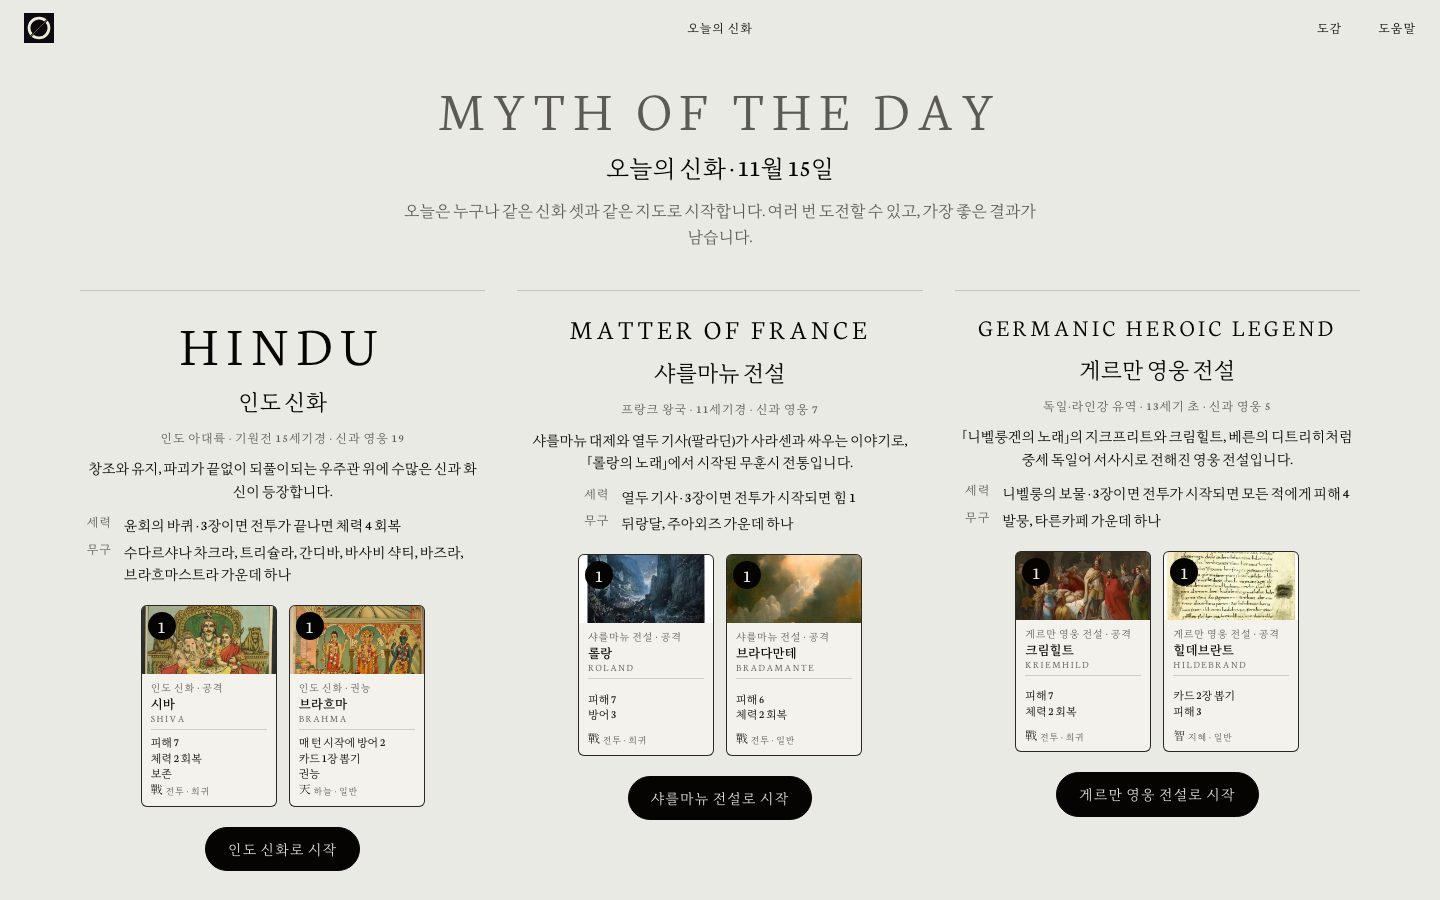 오늘의 신화
도감
도움말
MYTH OF THE DAY
오늘의 신화 · 11월 15일
오늘은 누구나 같은 신화 셋과 같은 지도로 시작합니다. 여러 번 도전할 수 있고, 가장 좋은 결과가
남습니다.
HINDU
인도 신화
인도 아대륙 · 기원전 15세기경 · 신과 영웅 19
창조와 유지, 파괴가 끝없이 되풀이되는 우주관 위에 수많은 신과 화
신이 등장합니다.
세력 윤회의 바퀴 · 3장이면 전투가 끝나면 체력 4 회복
무구 수다르샤나 차크라, 트리슐라, 간디바, 바사비 샥티, 바즈라,
브라흐마스트라 가운데 하나
1
인도 신화 · 공격
시바
SHIVA
피해 7
체력 2 회복
보존
戰 전투 · 희귀
1
인도 신화 · 권능
브라흐마
BRAHMA
매 턴 시작에 방어 2
카드 1장 뽑기
권능
天 하늘 · 일반
인도 신화로 시작
MATTER OF FRANCE
샤를마뉴 전설
프랑크 왕국 · 11세기경 · 신과 영웅 7
샤를마뉴 대제와 열두 기사(팔라딘)가 사라센과 싸우는 이야기로,
「롤랑의 노래」에서 시작된 무훈시 전통입니다.
세력 열두 기사 · 3장이면 전투가 시작되면 힘 1
무구 뒤랑달, 주아외즈 가운데 하나
1
샤를마뉴 전설 · 공격
롤랑
ROLAND
피해 7
방어 3
戰 전투 · 희귀
1
샤를마뉴 전설 · 공격
브라다만테
BRADAMANTE
피해 6
체력 2 회복
戰 전투 · 일반
샤를마뉴 전설로 시작
GERMANIC HEROIC LEGEND
게르만 영웅 전설
독일·라인강 유역 · 13세기 초 · 신과 영웅 5
「니벨룽겐의 노래」의 지크프리트와 크림힐트, 베른의 디트리히처럼
중세 독일어 서사시로 전해진 영웅 전설입니다.
세력 니벨룽의 보물 · 3장이면 전투가 시작되면 모든 적에게 피해 4
무구 발뭉, 타른카페 가운데 하나
1
게르만 영웅 전설 · 공격
크림힐트
KRIEMHILD
피해 7
체력 2 회복
戰 전투 · 희귀
1
게르만 영웅 전설 · 공격
힐데브란트
HILDEBRAND
카드 2장 뽑기
피해 3
智 지혜 · 일반
게르만 영웅 전설로 시작